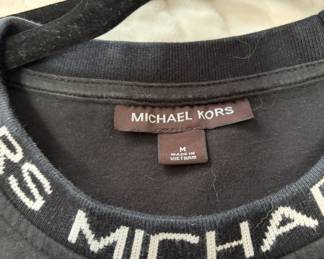 MICHAEL KORS
M
MADE IN
VIETNAM
RS MICHAE